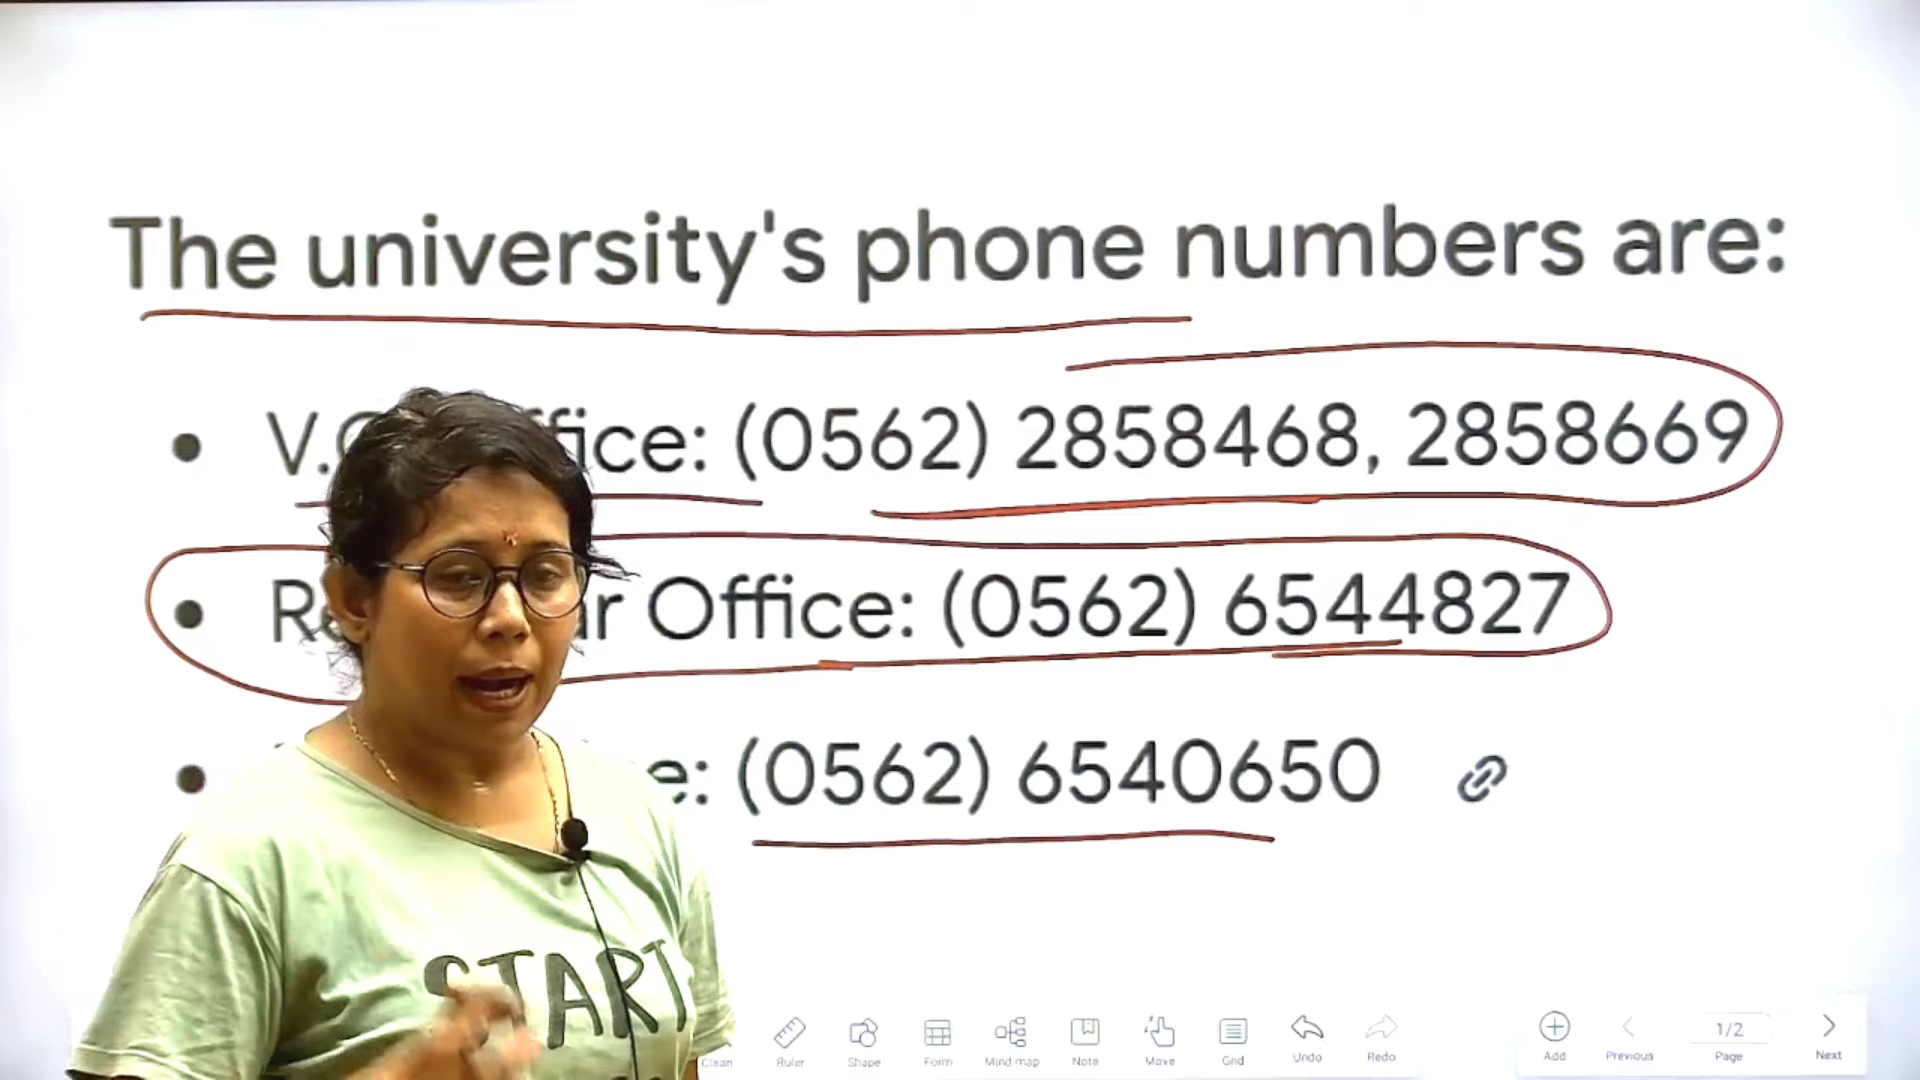 The university's phone numbers are:
(0562) 2858468, 2858669
Office: (0562) 6544827
(0562) 6540650
START
Clean Ruler Shape Form Mind map Note Move Grid Undo Redo Add Previous 1/2 Page Next